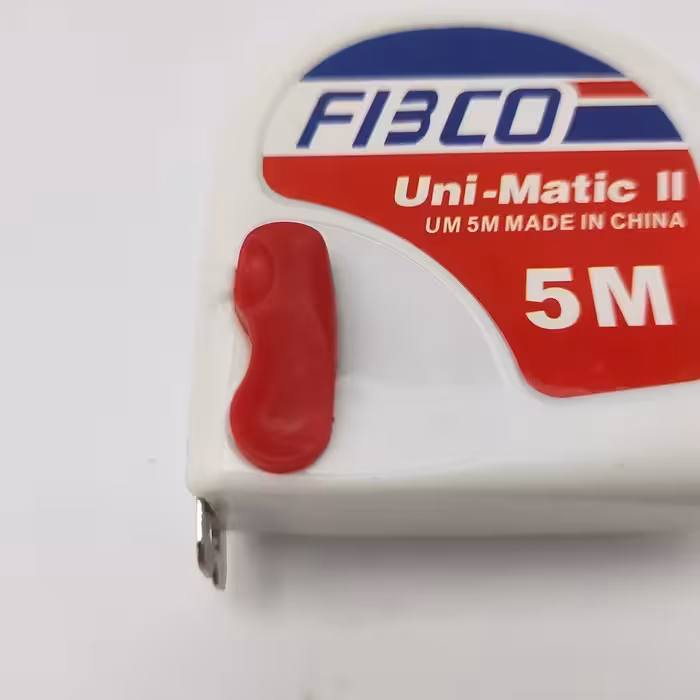 FIBCO
Uni-Matic II
UM 5M MADE IN CHINA
5M